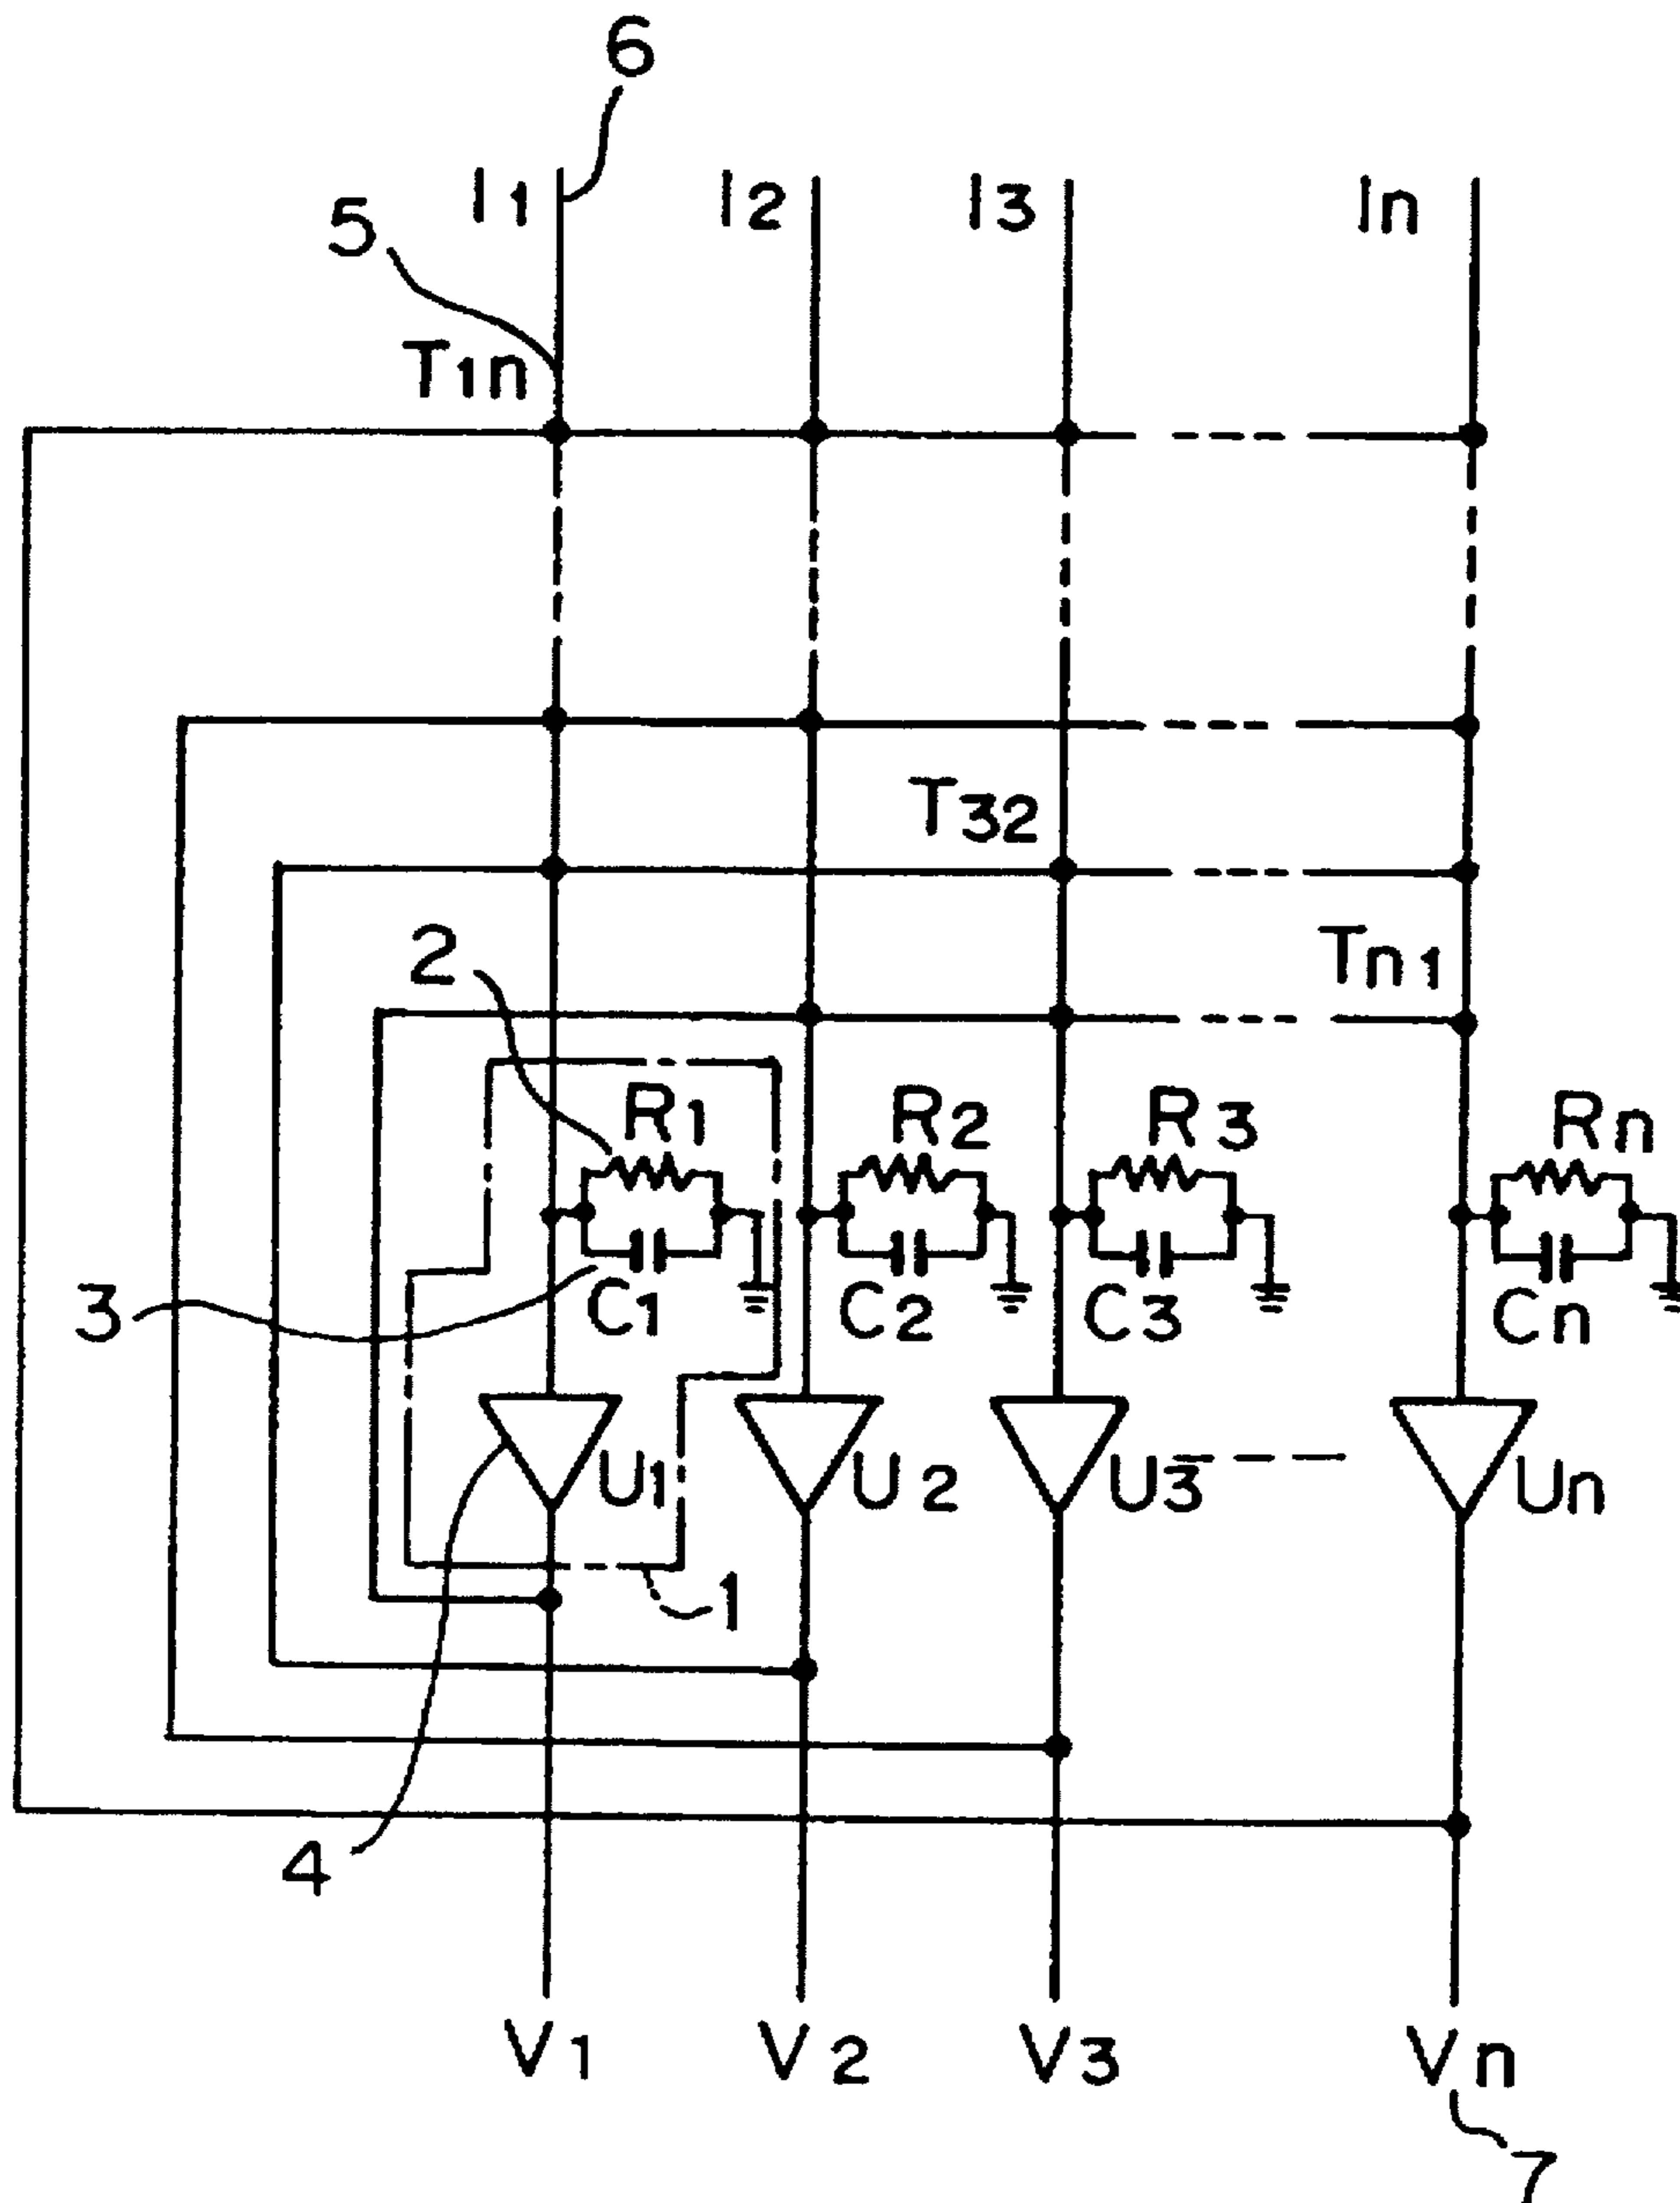 6
I1 I2 I3 In
5
T1n
T32
2
Tn1
R1 R2 R3 Rn
3
C1 C2 C3 Cn
U1 U2 U3 Un
1
4
V1 V2 V3 Vn
7